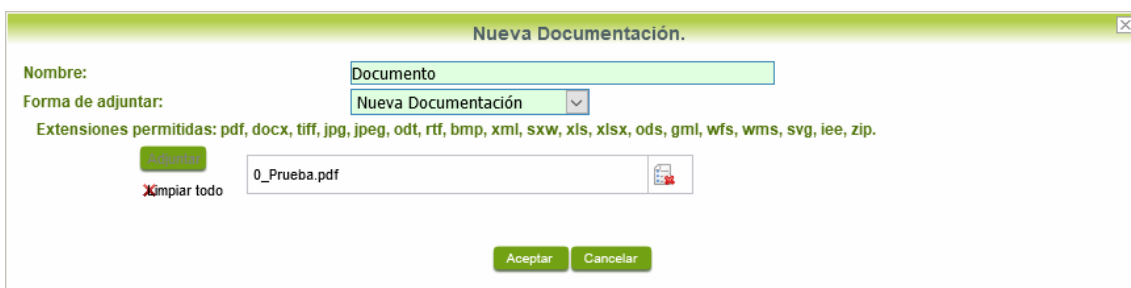 Nueva Documentación.
Nombre:
Documento
Forma de adjuntar:
Nueva Documentación
Extensiones permitidas: pdf, docx, tiff, jpg, jpeg, odt, rtf, bmp, xml, sxw, xls, xlsx, ods, gml, wfs, wms, svg, iee, zip.
Adjuntar
0_Prueba.pdf
Limpiar todo
Aceptar
Cancelar